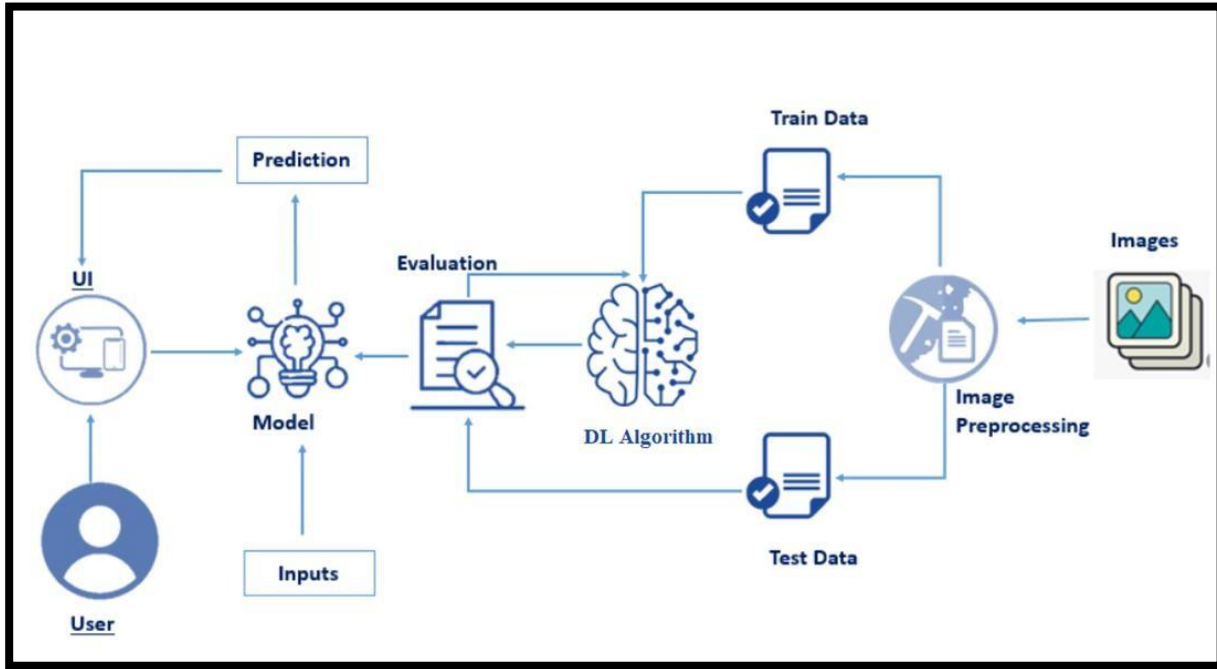 Train Data
Prediction
Images
Evaluation
UI
Model
Image
Preprocessing
DL Algorithm
Inputs
Test Data
User